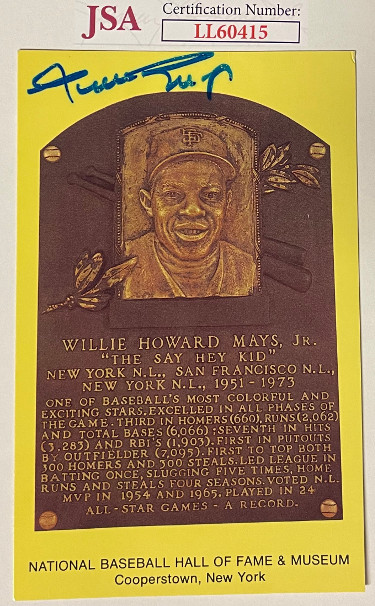 JSA
Certification Number:
LL60415
Willie Mays
SF
WILLIE HOWARD MAYS, JR.
"THE SAY HEY KID"
NEW YORK N.L., SAN FRANCISCO N.L.,
NEW YORK N.L., 1951-1973
ONE OF BASEBALL'S MOST COLORFUL AND
EXCITING STARS. EXCELLED IN ALL PHASES OF
THE GAME. THIRD IN HOMERS (660), RUNS (2,062)
AND TOTAL BASES (6,066); SEVENTH IN HITS
(3,283) AND RBI'S (1,903). FIRST IN PUTOUTS
BY OUTFIELDER (7,095). FIRST TO TOP BOTH
300 HOMERS AND 300 STEALS. LED LEAGUE IN
BATTING ONCE, SLUGGING FIVE TIMES, HOME
RUNS AND STEALS FOUR SEASONS. VOTED N.L.
MVP IN 1954 AND 1965. PLAYED IN 24
ALL-STAR GAMES - A RECORD.
NATIONAL BASEBALL HALL OF FAME & MUSEUM
Cooperstown, New York